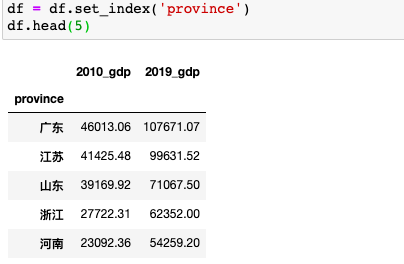 df = df.set_index('province')
df.head(5)
2010_gdp 2019_gdp
province
广东 46013.06 107671.07
江苏 41425.48 99631.52
山东 39169.92 71067.50
浙江 27722.31 62352.00
河南 23092.36 54259.20